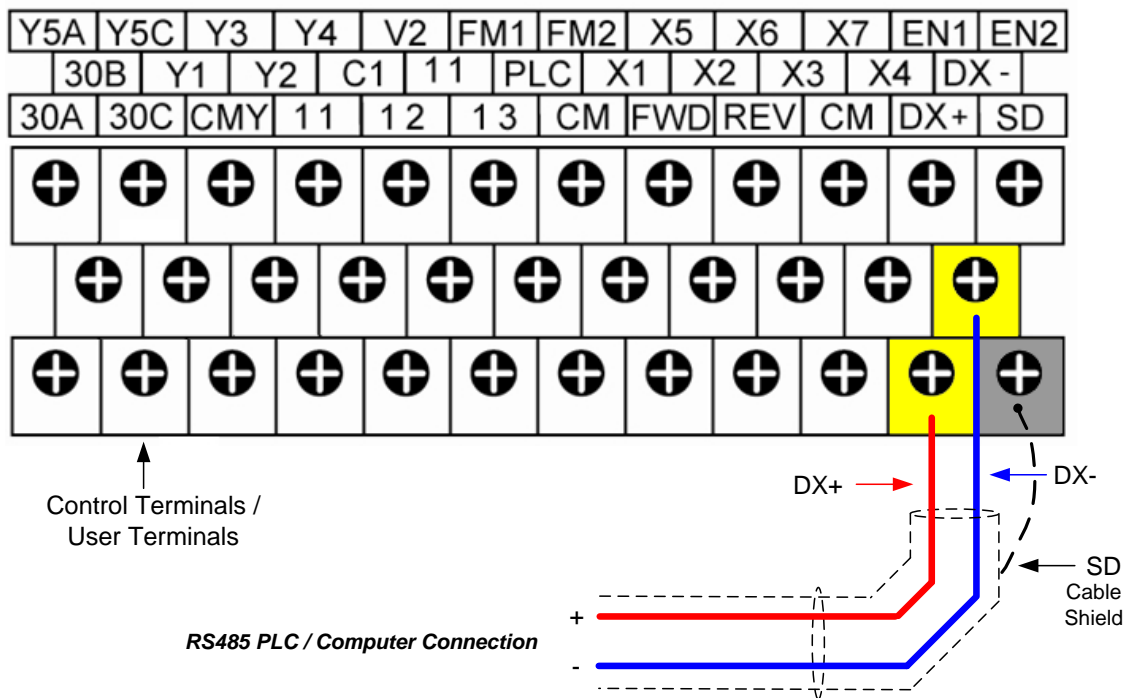 Y5A Y5C Y3 Y4 V2 FM1 FM2 X5 X6 X7 EN1 EN2
30B Y1 Y2 C1 11 PLC X1 X2 X3 X4 DX -
30A 30C CMY 11 12 13 CM FWD REV CM DX+ SD
Control Terminals /
User Terminals
DX+
DX-
SD
Cable
Shield
+
RS485 PLC / Computer Connection
-